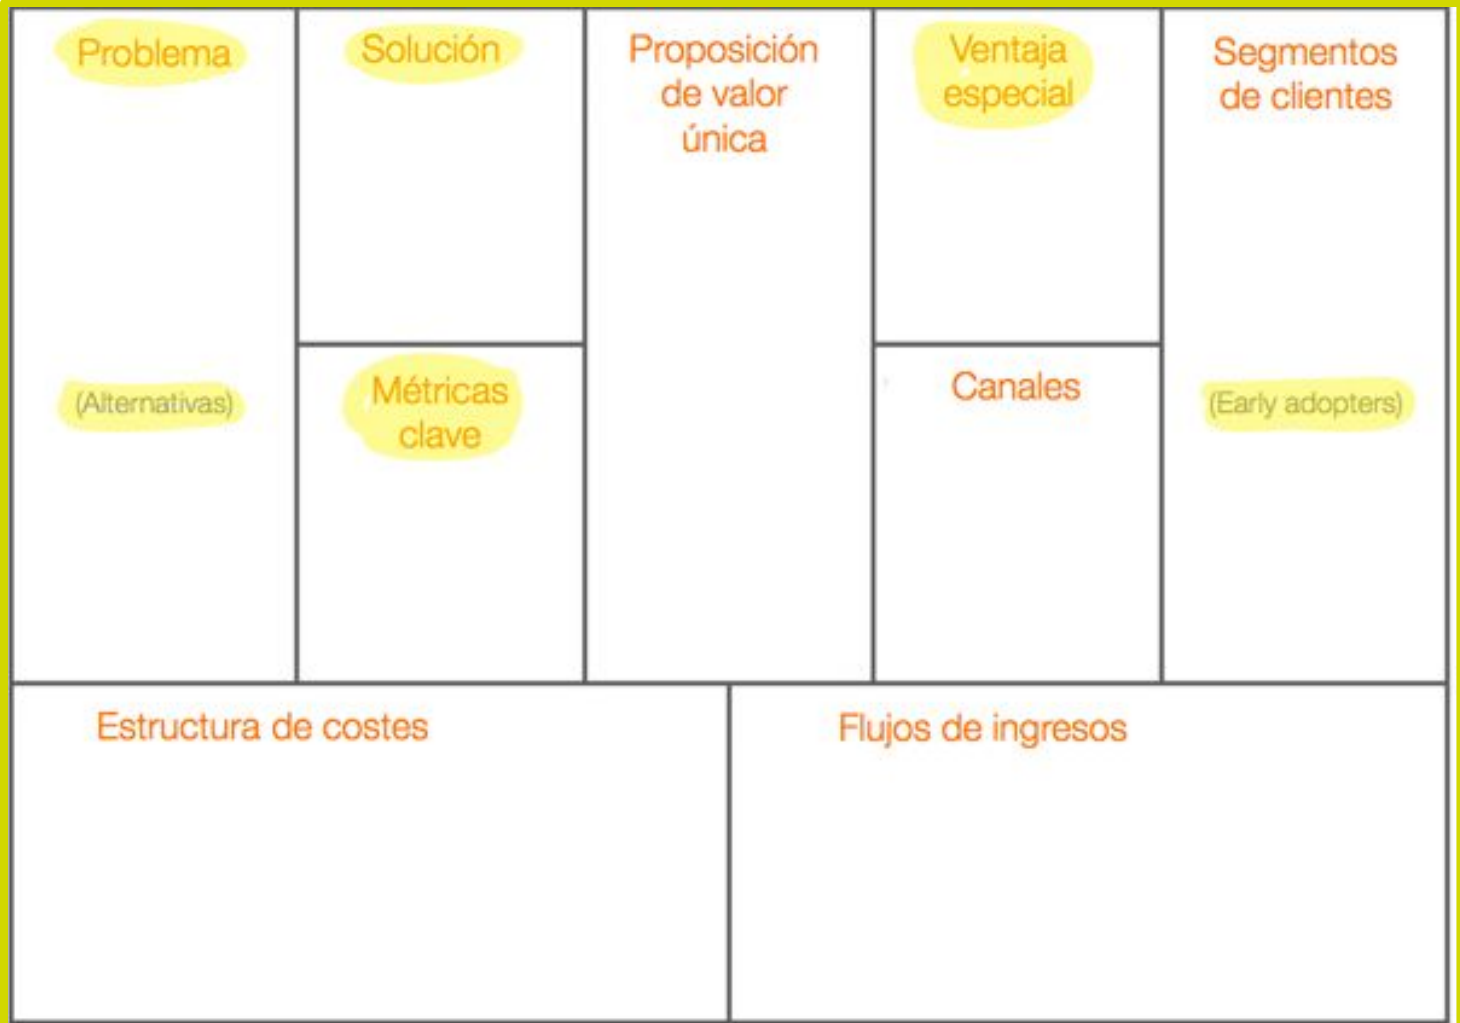 Problema
(Alternativas)
Solución
Métricas
clave
Proposición
de valor
única
Ventaja
especial
Canales
Segmentos
de clientes
(Early adopters)
Estructura de costes
Flujos de ingresos